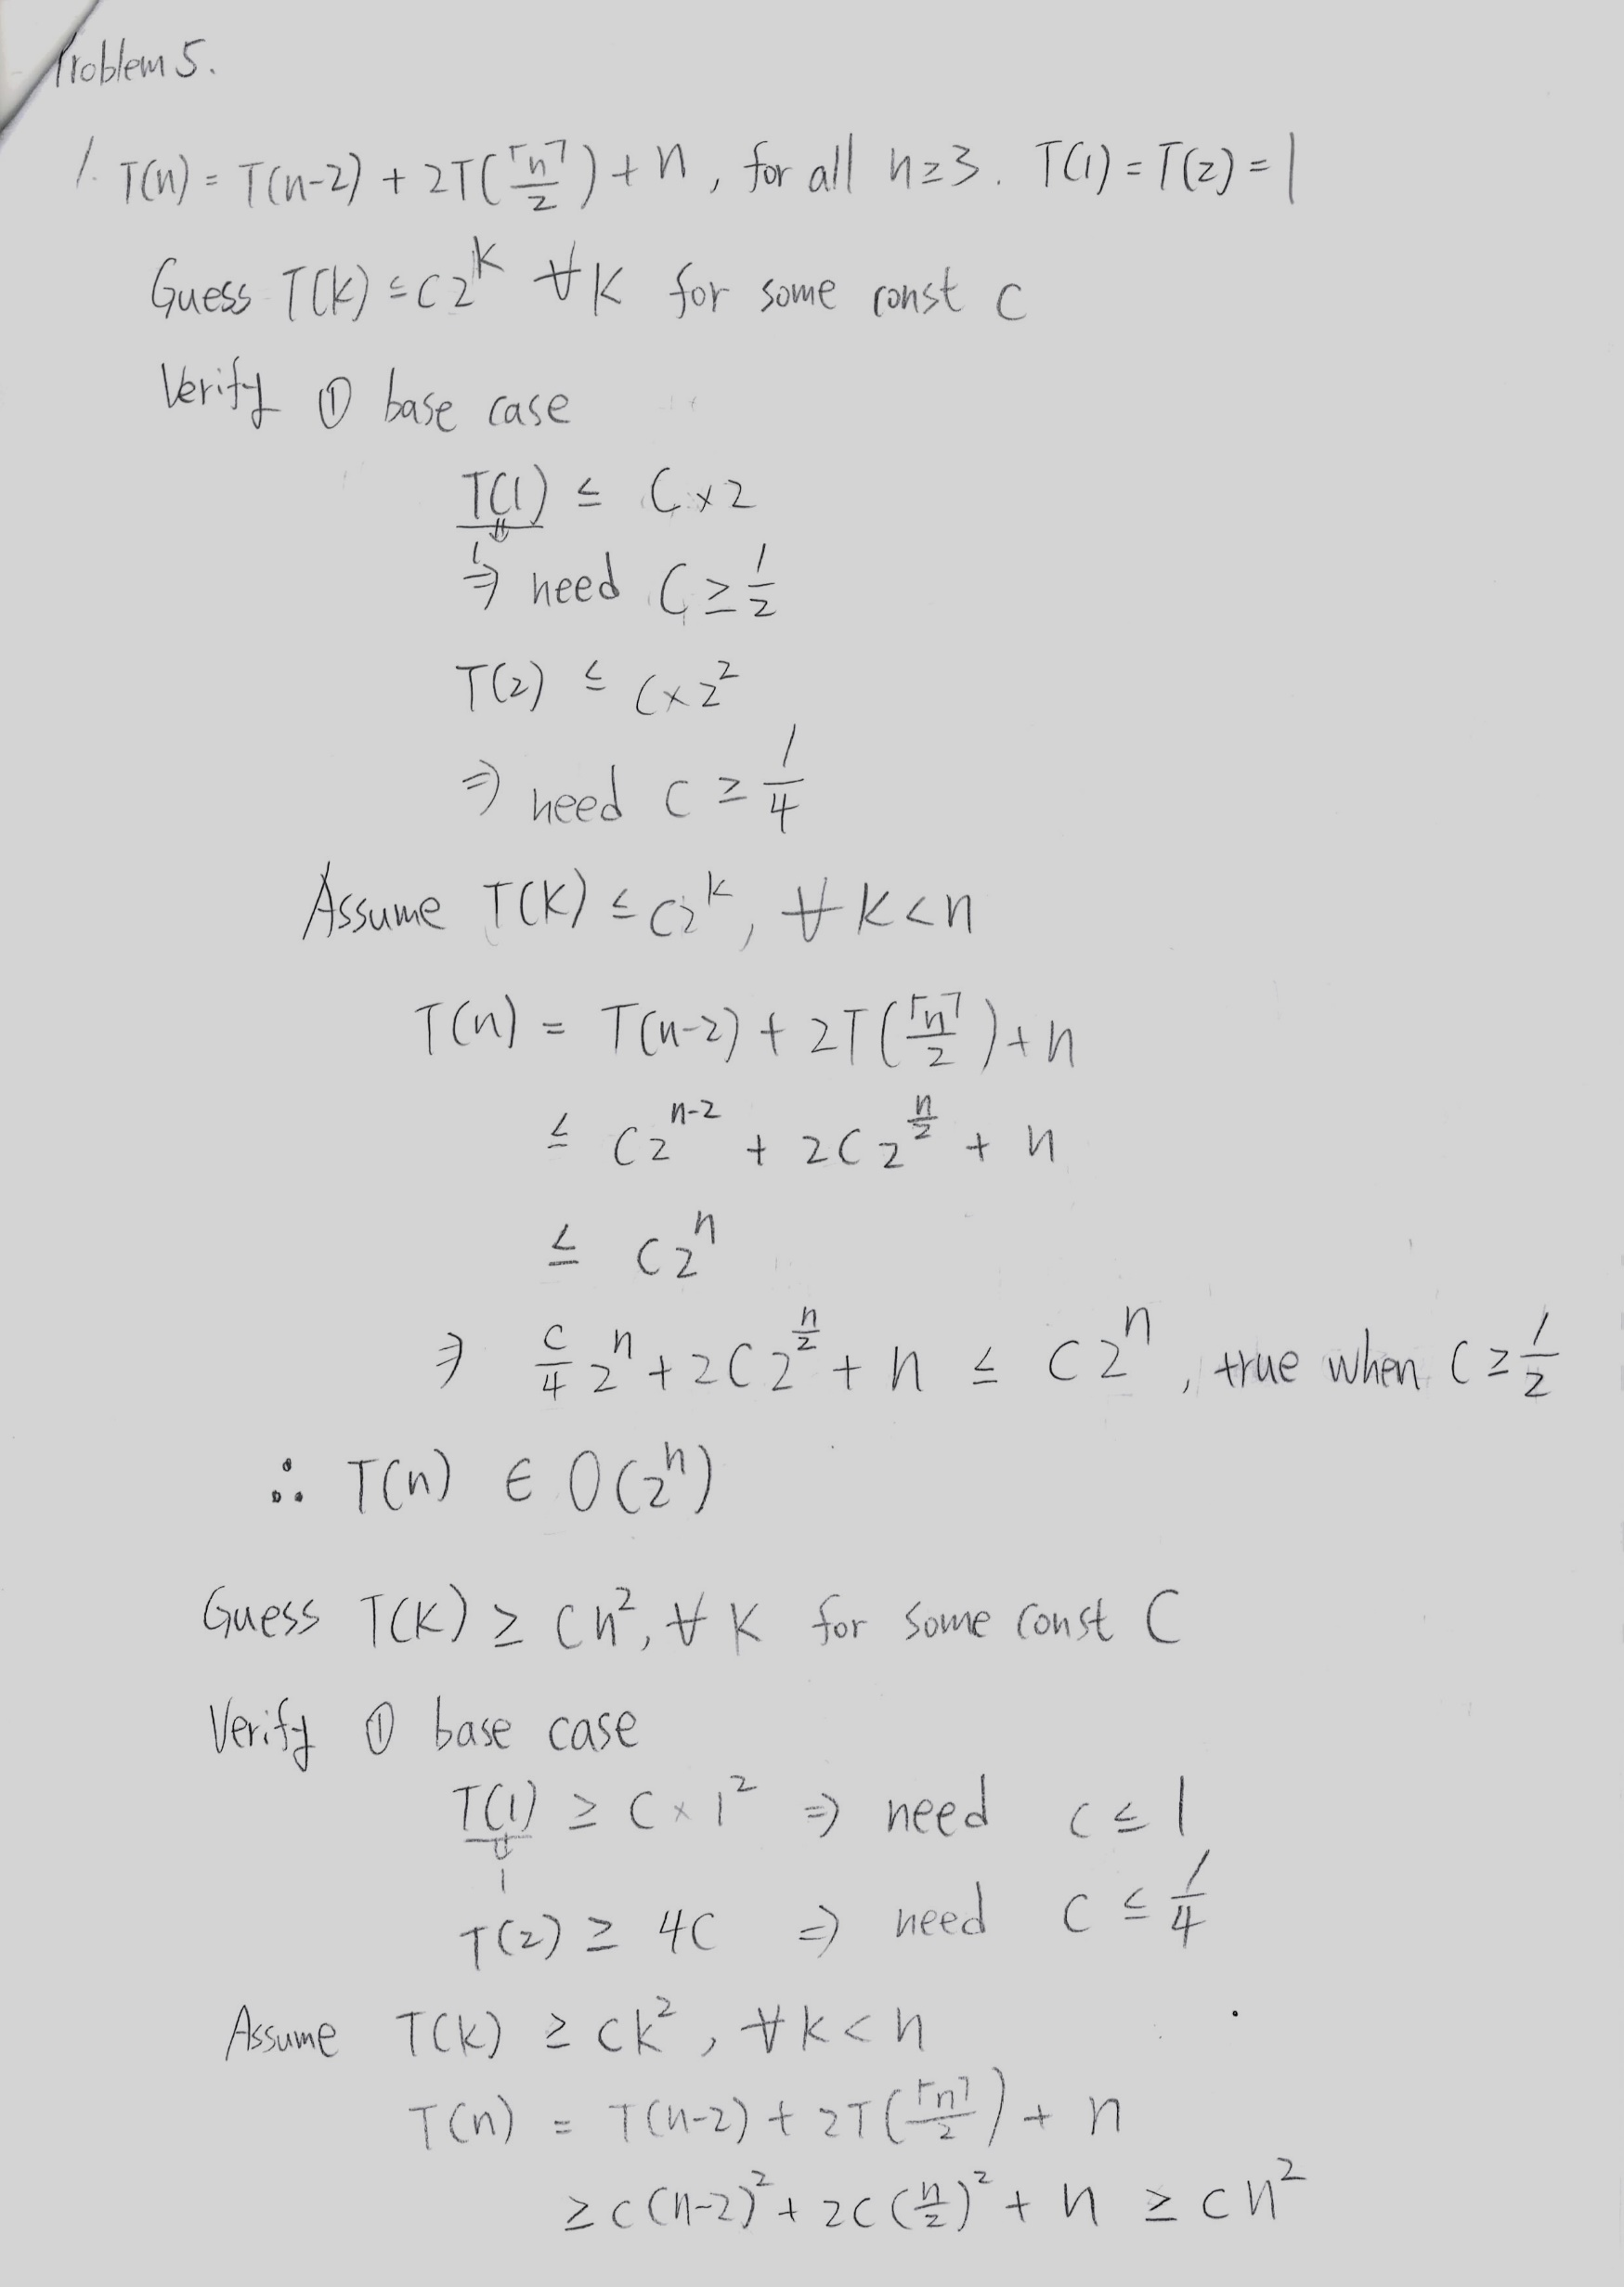 Problem 5.
1. T(n) = T(n-2) + 2T(⌈n⌉/2) + n, for all n≥3. T(1) = T(2) = 1
Guess T(k) ≤ c2^k ∀k for some const c
Verify ① base case
T(1) ≤ C×2
1
⇒ need C ≥ 1/2
T(2) ≤ C×2^2
⇒ need C ≥ 1/4
Assume T(k) ≤ c2^k, ∀k<n
T(n) = T(n-2) + 2T(⌈n⌉/2) + n
≤ C2^{n-2} + 2C2^{n/2} + n
≤ C2^n
⇒ C/4 2^n + 2C2^{n/2} + n ≤ C2^n, true when C≥1/2
∴ T(n) ∈ O(2^n)
Guess T(k) ≥ Cn^2, ∀k for some const C
Verify ① base case
T(1) ≥ C×1^2 ⇒ need C ≤ 1
1
T(2) ≥ 4C ⇒ need C ≤ 1/4
Assume T(k) ≥ ck^2, ∀k<n
T(n) = T(n-2) + 2T(⌈n⌉/2) + n
≥ c(n-2)^2 + 2c(n/2)^2 + n ≥ cn^2